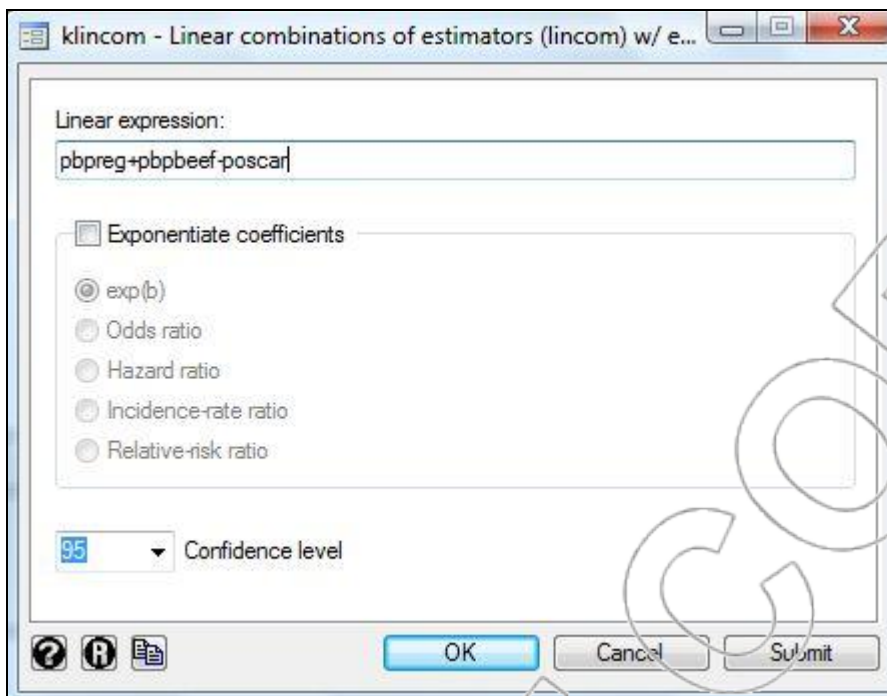 klincom - Linear combinations of estimators (lincom) w/ e...
Linear expression:
pbpreg+pbpbeef-poscar
Exponentiate coefficients
exp(b)
Odds ratio
Hazard ratio
Incidence-rate ratio
Relative-risk ratio
95 Confidence level
? R OK Cancel Submit